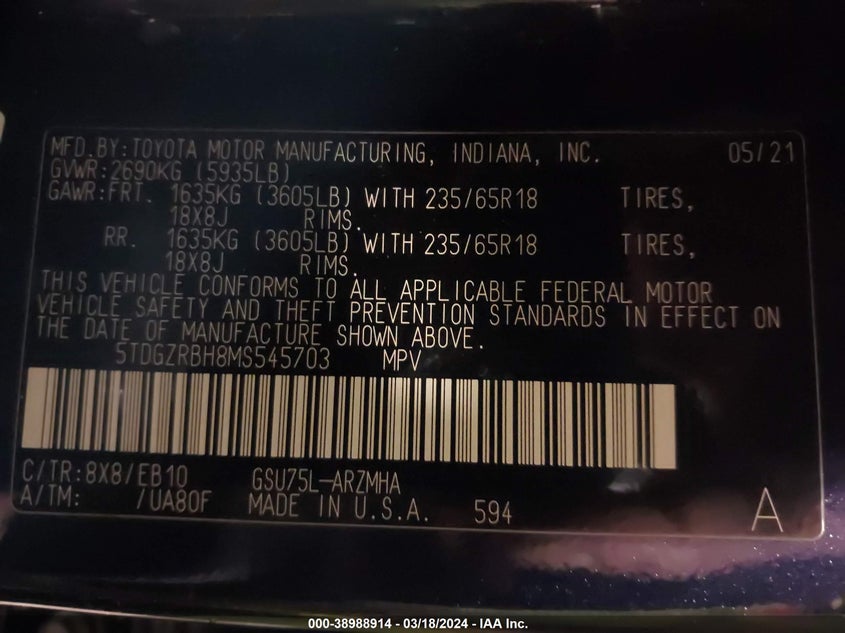 MFD.BY:TOYOTA MOTOR MANUFACTURING, INDIANA, INC. 05/21
GVWR:2690KG (5935LB)
GAWR:FRT. 1635KG (3605LB) WITH 235/65R18 TIRES,
18X8J RIMS.
RR. 1635KG (3605LB) WITH 235/65R18 TIRES,
18X8J RIMS.
THIS VEHICLE CONFORMS TO ALL APPLICABLE FEDERAL MOTOR
VEHICLE SAFETY AND THEFT PREVENTION STANDARDS IN EFFECT ON
THE DATE OF MANUFACTURE SHOWN ABOVE.
5TDGZRBH8MS545703 MPV
C/TR:8X8/EB10 GSU75L-ARZMHA
A/TM: /UA80F MADE IN U.S.A. 594 A
000-38988914 - 03/18/2024 - IAA Inc.